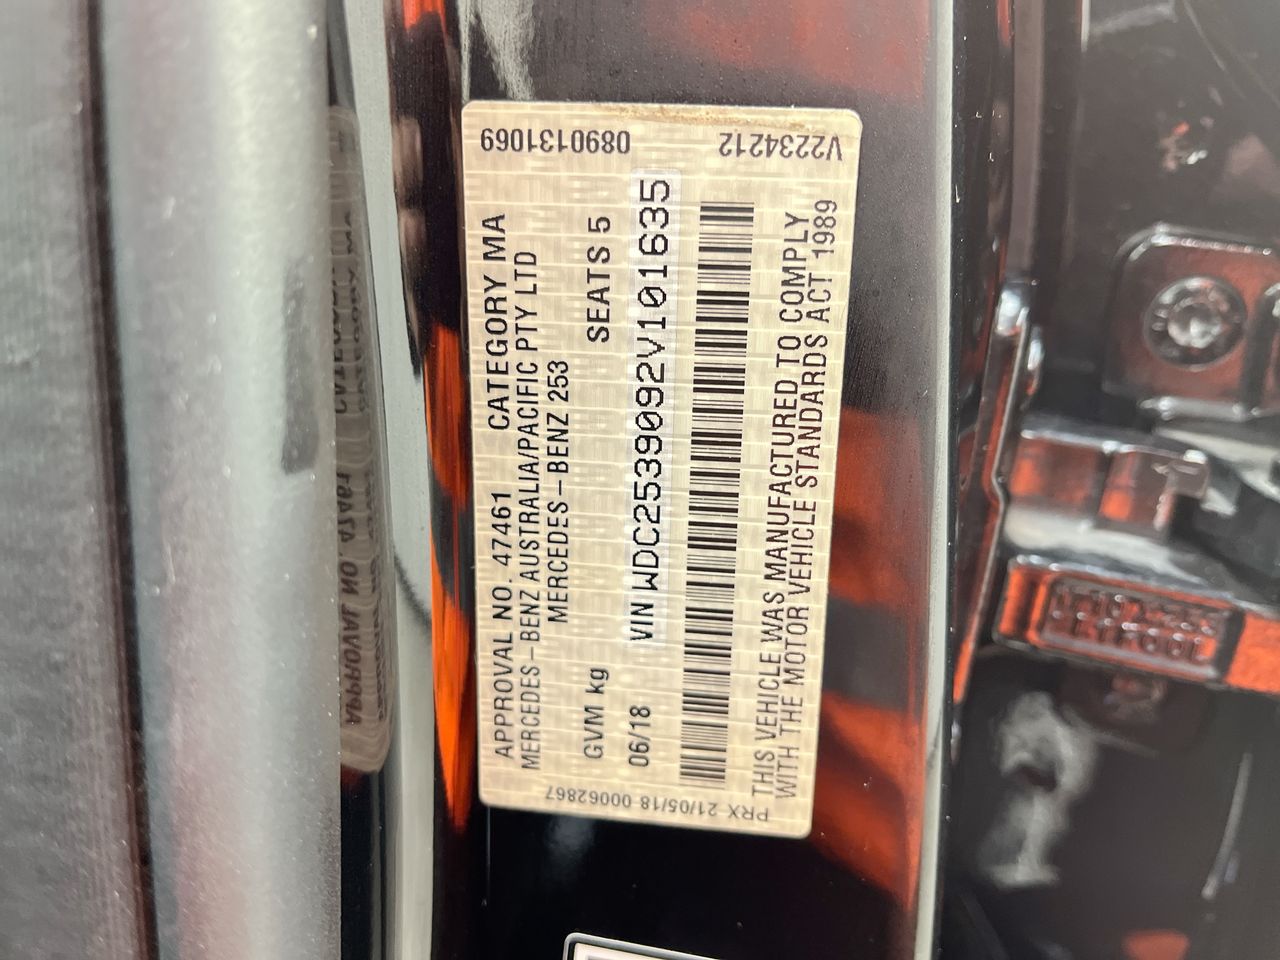 APPROVAL NO. 47461 CATEGORY MA
MERCEDES-BENZ AUSTRALIA/PACIFIC PTY LTD
MERCEDES-BENZ 253
GVM kg SEATS 5
06/18 VIN WDC2539092V101635
THIS VEHICLE WAS MANUFACTURED TO COMPLY
WITH THE MOTOR VEHICLE STANDARDS ACT 1989
0890131069 V2234212
PRX 21/05/18 00062867